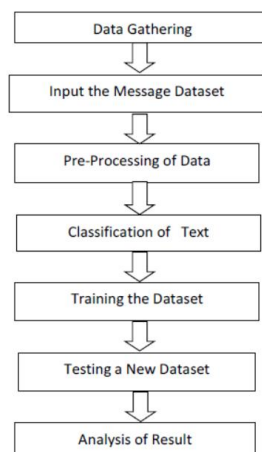 Data Gathering
Input the Message Dataset
Pre-Processing of Data
Classification of Text
Training the Dataset
Testing a New Dataset
Analysis of Result